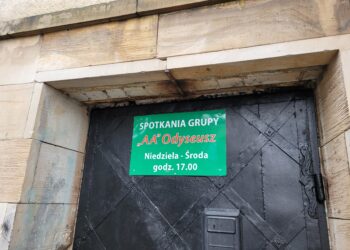 SPOTKANIA GRUPY
„AA" Odyseusz
Niedziela - Środa
godz. 17.00